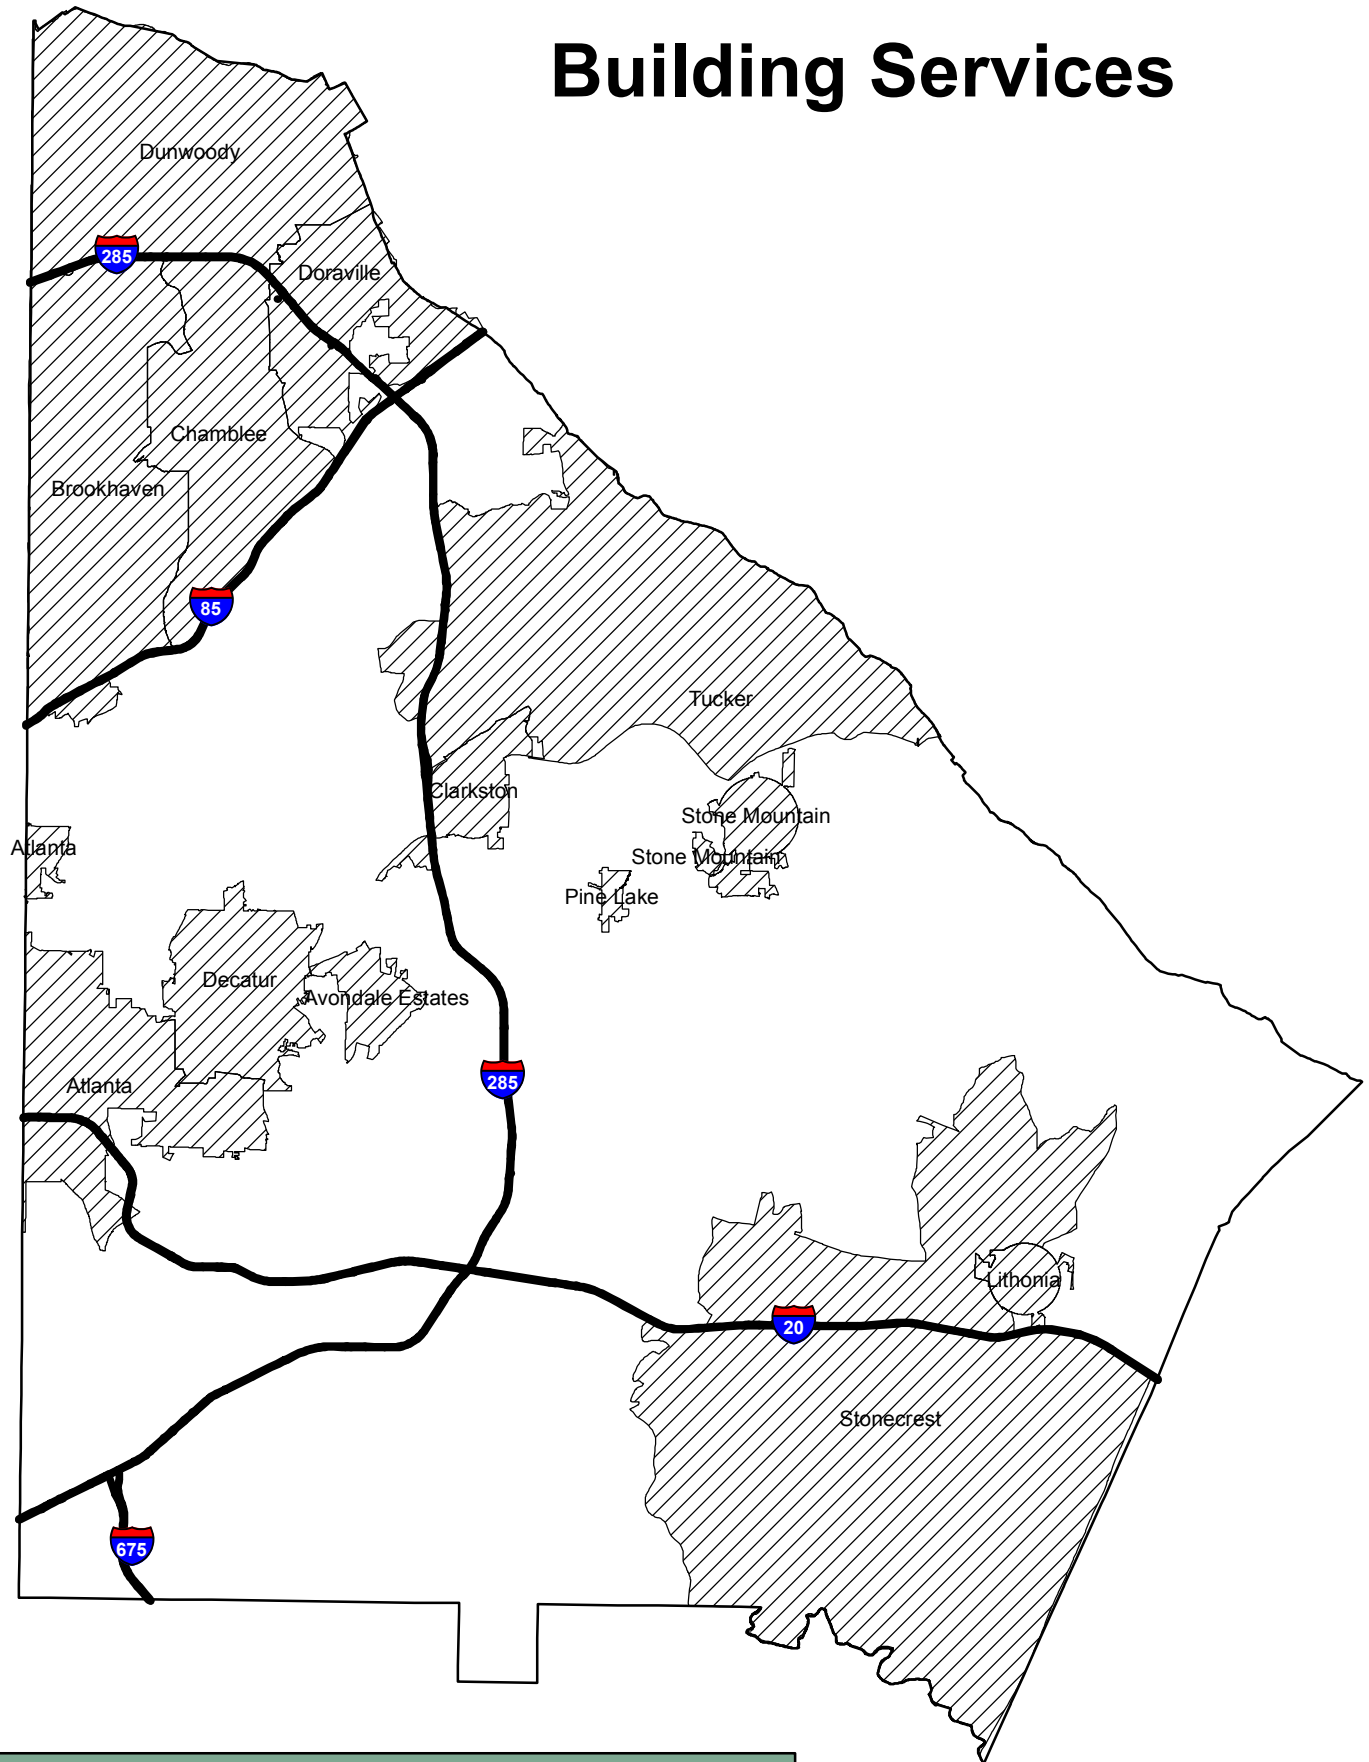 Building Services
Dunwoody
285
Doraville
Chamblee
Brookhaven
85
Tucker
Clarkston
Stone Mountain
Atlanta
Stone Mountain
Pine Lake
Decatur
Avondale Estates
285
Atlanta
Lithonia
20
Stonecrest
675